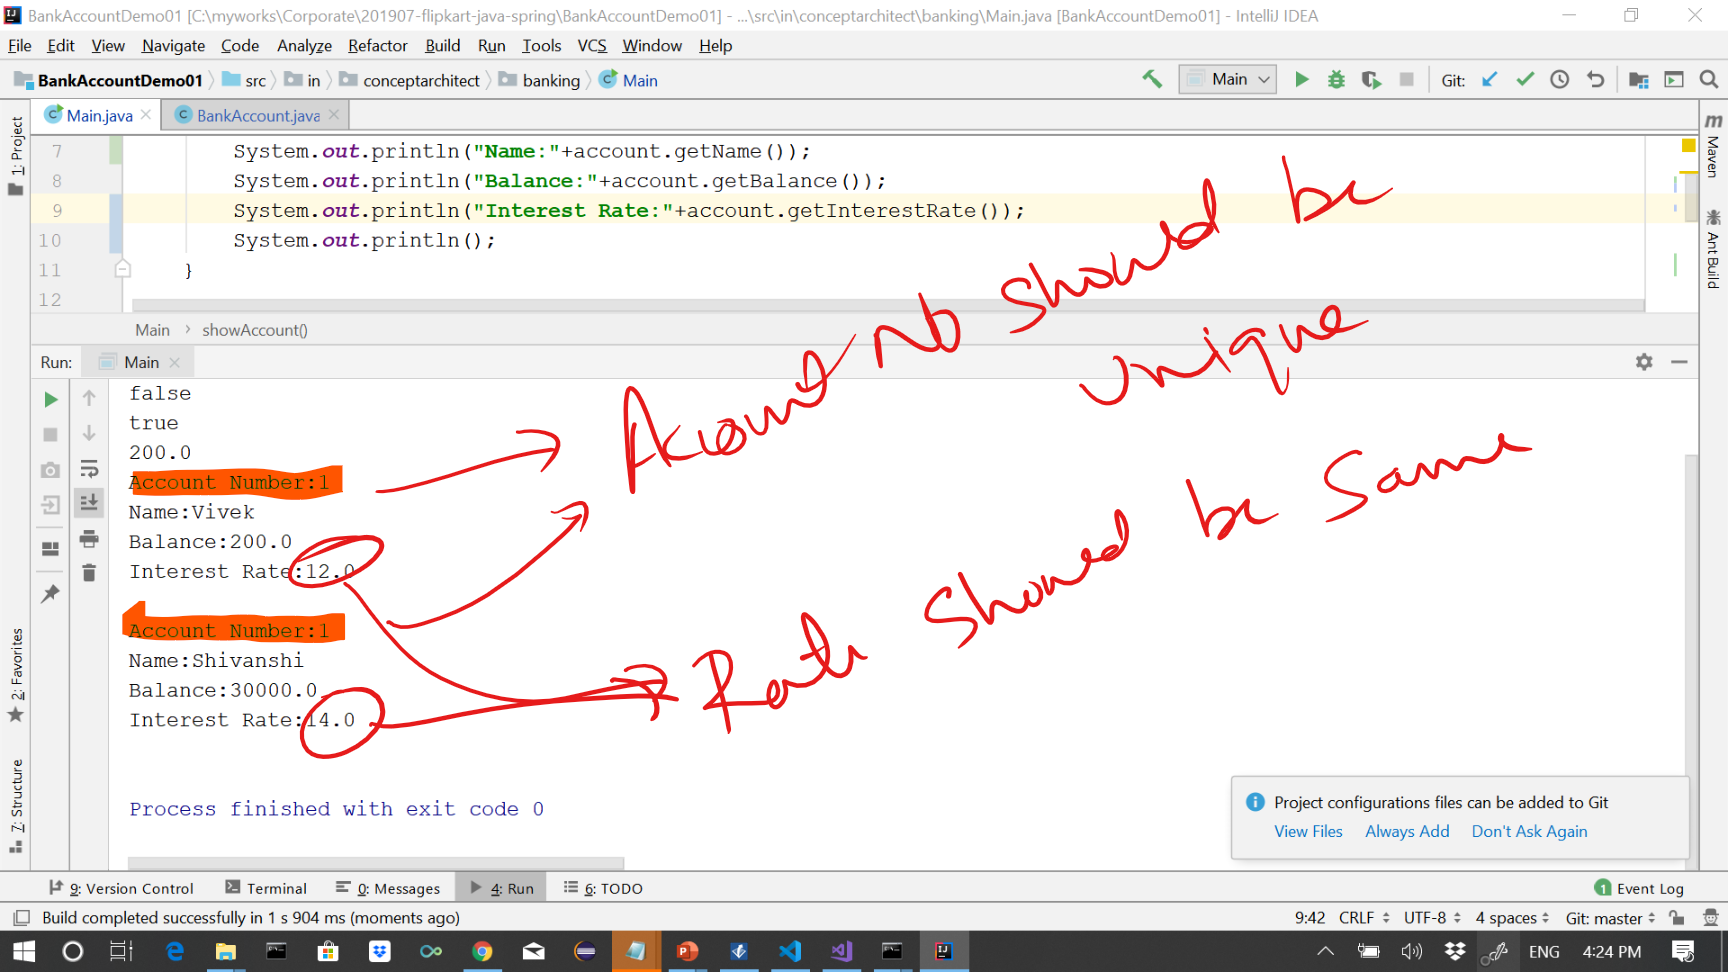 BankAccountDemo01 [C:\myworks\Corporate\201907-flipkart-java-spring\BankAccountDemo01] - ...\src\in\conceptarchitect\banking\Main.java [BankAccountDemo01] - IntelliJ IDEA
File Edit View Navigate Code Analyze Refactor Build Run Tools VCS Window Help
BankAccountDemo01 src in conceptarchitect banking Main Main Git:
Main.java BankAccount.java
1: Project
Maven
Ant Build
7 System.out.println("Name:"+account.getName());
8 System.out.println("Balance:"+account.getBalance());
9 System.out.println("Interest Rate:"+account.getInterestRate());
10 System.out.println();
11 }
12
Main › showAccount()
Account No should be
unique
Run: Main
false
true
200.0
Account Number:1
Name:Vivek
Balance:200.0
Interest Rate:12.0
Rate should be same
Account Number:1
Name:Shivanshi
Balance:30000.0
Interest Rate:14.0
Process finished with exit code 0
2: Favorites
7: Structure
Project configurations files can be added to Git
View Files Always Add Don't Ask Again
9: Version Control Terminal 0: Messages 4: Run 6: TODO 1 Event Log
Build completed successfully in 1 s 904 ms (moments ago) 9:42 CRLF UTF-8 4 spaces Git: master
ENG 4:24 PM